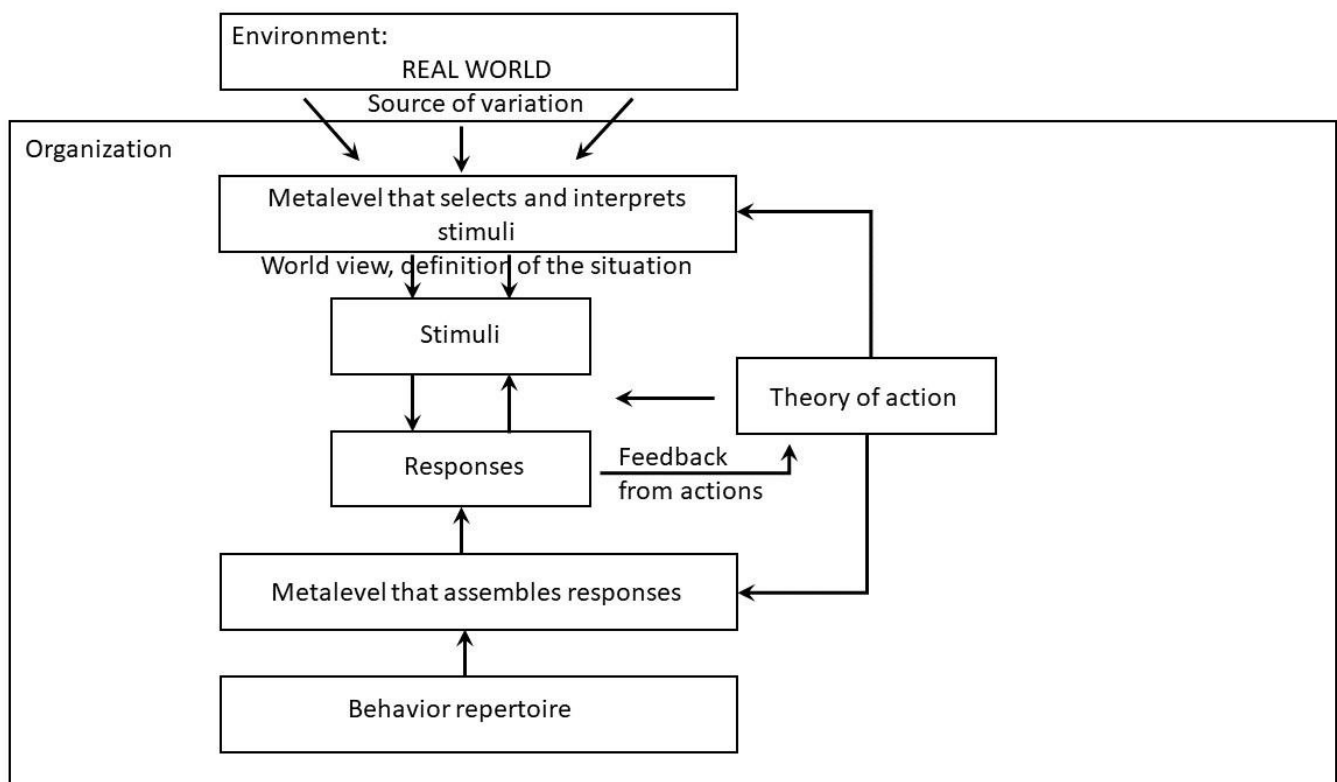 Environment:
REAL WORLD
Source of variation
Organization
Metalevel that selects and interprets
stimuli
World view, definition of the situation
Stimuli
Theory of action
Responses
Feedback
from actions
Metalevel that assembles responses
Behavior repertoire